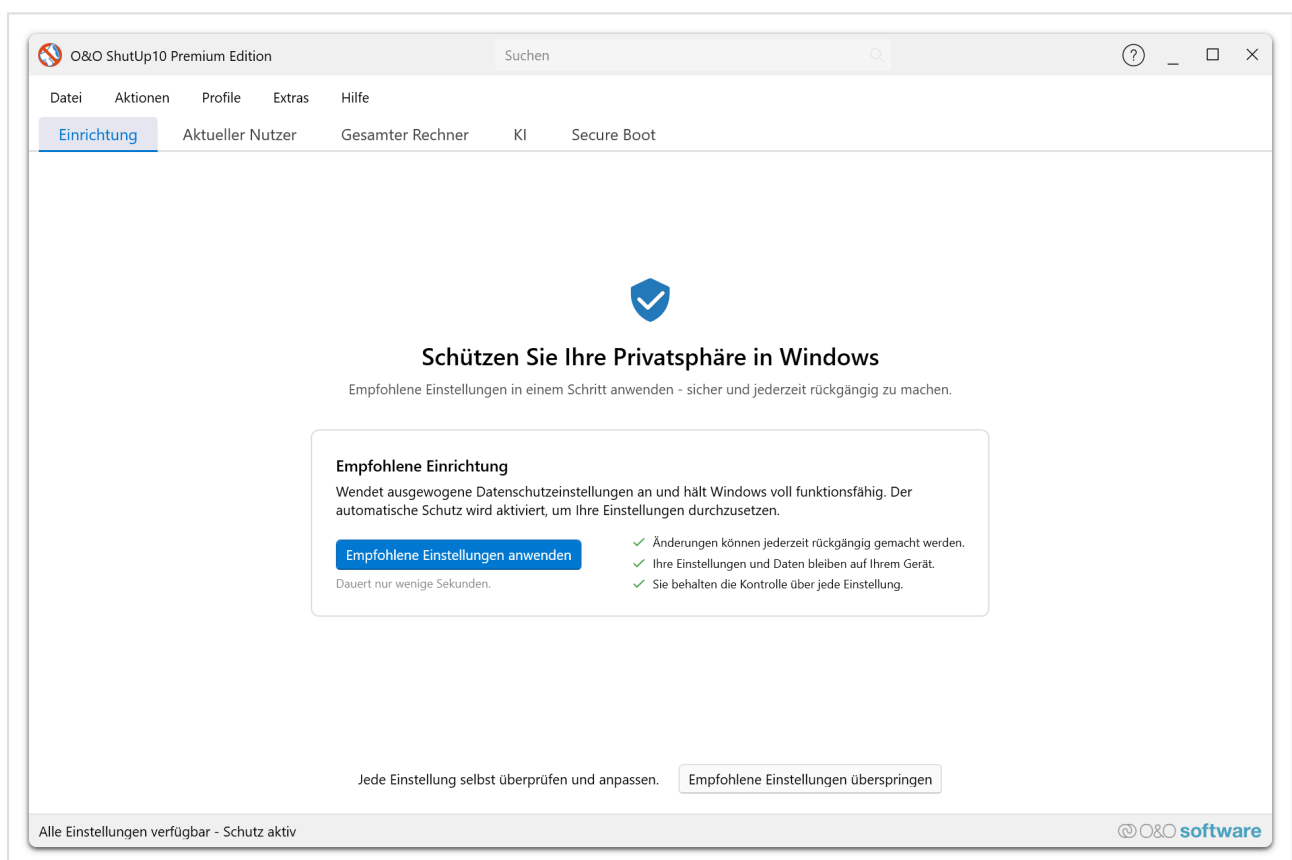 O&O ShutUp10 Premium Edition
Suchen
?
Datei Aktionen Profile Extras Hilfe
Einrichtung Aktueller Nutzer Gesamter Rechner KI Secure Boot
Schützen Sie Ihre Privatsphäre in Windows
Empfohlene Einstellungen in einem Schritt anwenden - sicher und jederzeit rückgängig zu machen.
Empfohlene Einrichtung
Wendet ausgewogene Datenschutzeinstellungen an und hält Windows voll funktionsfähig. Der
automatische Schutz wird aktiviert, um Ihre Einstellungen durchzusetzen.
Empfohlene Einstellungen anwenden
Dauert nur wenige Sekunden.
Änderungen können jederzeit rückgängig gemacht werden.
Ihre Einstellungen und Daten bleiben auf Ihrem Gerät.
Sie behalten die Kontrolle über jede Einstellung.
Jede Einstellung selbst überprüfen und anpassen.
Empfohlene Einstellungen überspringen
Alle Einstellungen verfügbar - Schutz aktiv
O&O software